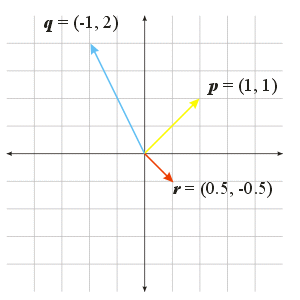 q = (-1, 2)
p = (1, 1)
r = (0.5, -0.5)